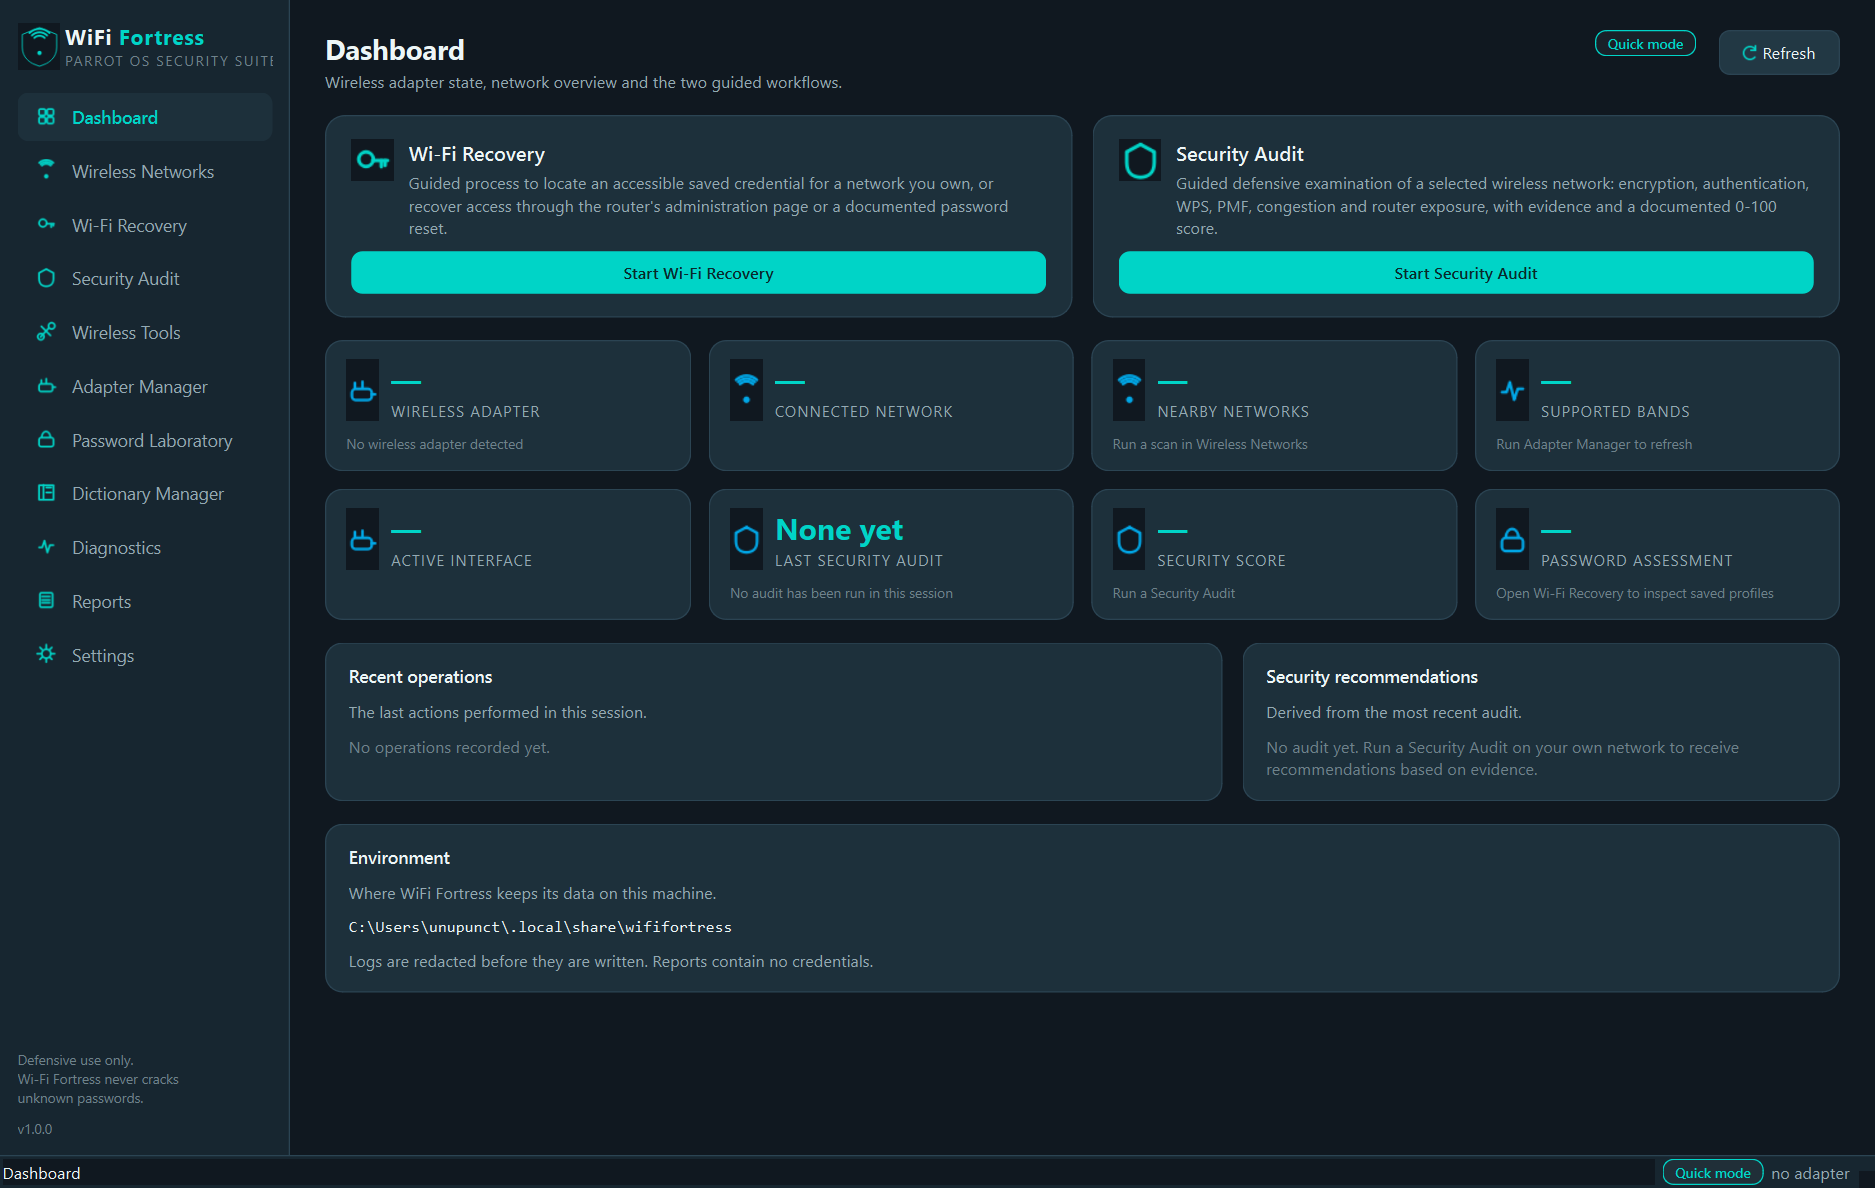 WiFi Fortress
PARROT OS SECURITY SUITE
Dashboard
Wireless Networks
Wi-Fi Recovery
Security Audit
Wireless Tools
Adapter Manager
Password Laboratory
Dictionary Manager
Diagnostics
Reports
Settings
Defensive use only.
Wi-Fi Fortress never cracks
unknown passwords.
v1.0.0
Dashboard
Wireless adapter state, network overview and the two guided workflows.
Quick mode
Refresh
Wi-Fi Recovery
Guided process to locate an accessible saved credential for a network you own, or
recover access through the router's administration page or a documented password
reset.
Start Wi-Fi Recovery
Security Audit
Guided defensive examination of a selected wireless network: encryption, authentication,
WPS, PMF, congestion and router exposure, with evidence and a documented 0-100
score.
Start Security Audit
—
WIRELESS ADAPTER
No wireless adapter detected
—
CONNECTED NETWORK
—
NEARBY NETWORKS
Run a scan in Wireless Networks
—
SUPPORTED BANDS
Run Adapter Manager to refresh
—
ACTIVE INTERFACE
None yet
LAST SECURITY AUDIT
No audit has been run in this session
—
SECURITY SCORE
Run a Security Audit
—
PASSWORD ASSESSMENT
Open Wi-Fi Recovery to inspect saved profiles
Recent operations
The last actions performed in this session.
No operations recorded yet.
Security recommendations
Derived from the most recent audit.
No audit yet. Run a Security Audit on your own network to receive
recommendations based on evidence.
Environment
Where WiFi Fortress keeps its data on this machine.
C:\Users\unupunct\.local\share\wififortress
Logs are redacted before they are written. Reports contain no credentials.
Dashboard
Quick mode
no adapter